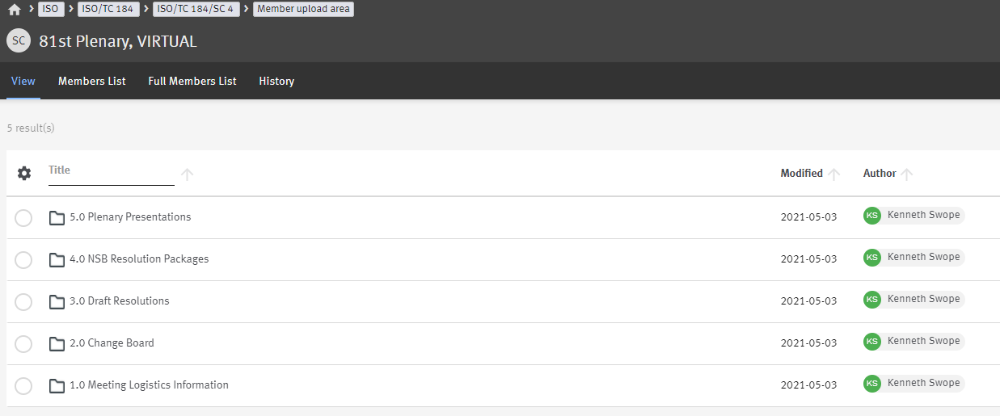 ISO ISO/TC 184 ISO/TC 184/SC 4 Member upload area
SC 81st Plenary, VIRTUAL
View Members List Full Members List History
5 result(s)
Title Modified Author
5.0 Plenary Presentations 2021-05-03 KS Kenneth Swope
4.0 NSB Resolution Packages 2021-05-03 KS Kenneth Swope
3.0 Draft Resolutions 2021-05-03 KS Kenneth Swope
2.0 Change Board 2021-05-03 KS Kenneth Swope
1.0 Meeting Logistics Information 2021-05-03 KS Kenneth Swope